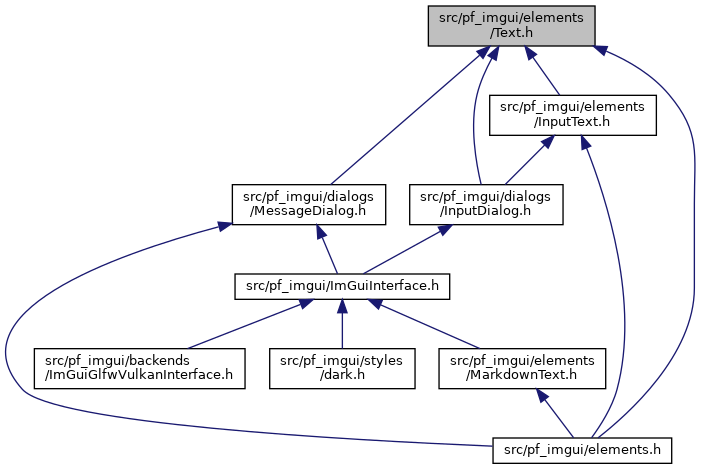 src/pf_imgui/elements
/Text.h
src/pf_imgui/elements
/InputText.h
src/pf_imgui/dialogs
/MessageDialog.h
src/pf_imgui/dialogs
/InputDialog.h
src/pf_imgui/ImGuiInterface.h
src/pf_imgui/backends
/ImGuiGlfwVulkanInterface.h
src/pf_imgui/styles
/dark.h
src/pf_imgui/elements
/MarkdownText.h
src/pf_imgui/elements.h